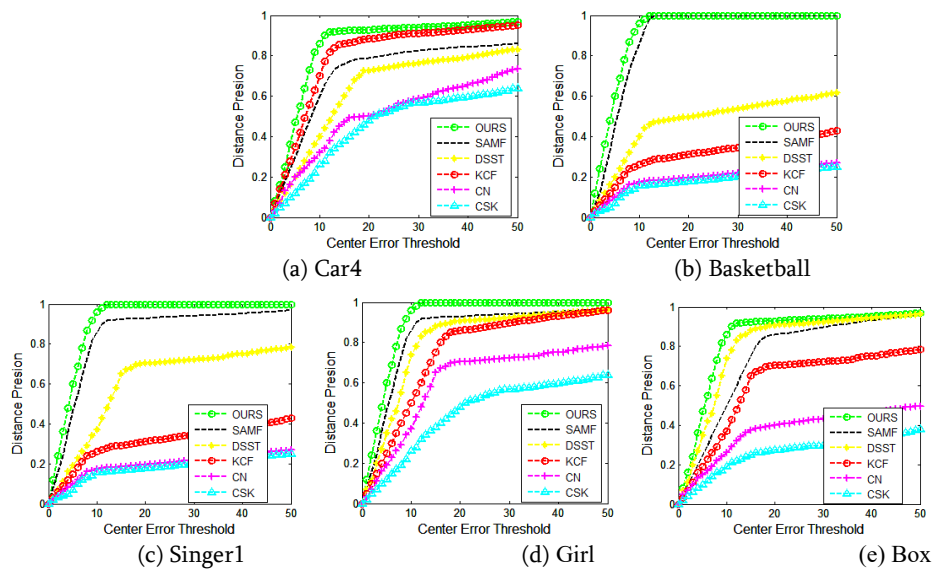 Distance Presion
1
0.8
0.6
0.4
0.2
0
0 10 20 30 40 50
Center Error Threshold
OURS
SAMF
DSST
KCF
CN
CSK
(a) Car4
Distance Presion
1
0.8
0.6
0.4
0.2
0
0 10 20 30 40 50
Center Error Threshold
OURS
SAMF
DSST
KCF
CN
CSK
(b) Basketball
Distance Presion
1
0.8
0.6
0.4
0.2
0
0 10 20 30 40 50
Center Error Threshold
OURS
SAMF
DSST
KCF
CN
CSK
(c) Singer1
Distance Presion
1
0.8
0.6
0.4
0.2
0
0 10 20 30 40 50
Center Error Threshold
OURS
SAMF
DSST
KCF
CN
CSK
(d) Girl
Distance Presion
1
0.8
0.6
0.4
0.2
0
0 10 20 30 40 50
Center Error Threshold
OURS
SAMF
DSST
KCF
CN
CSK
(e) Box